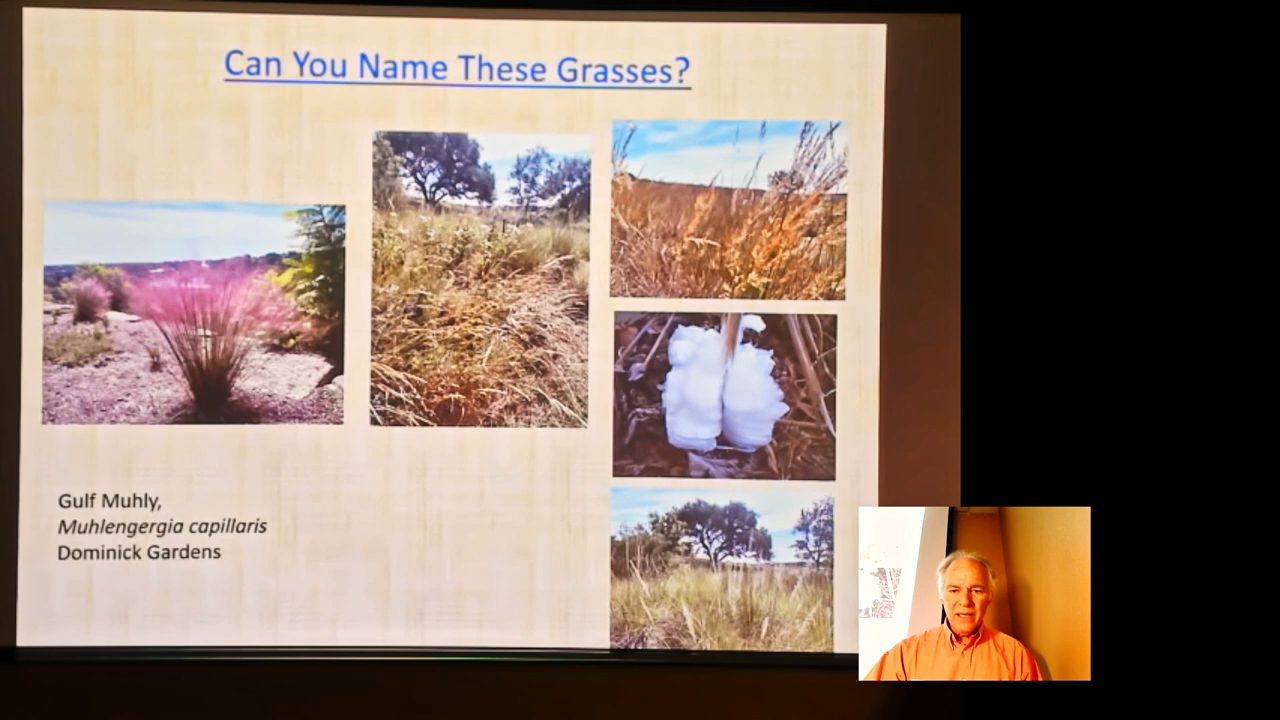 Can You Name These Grasses?
Gulf Muhly,
Muhlengergia capillaris
Dominick Gardens